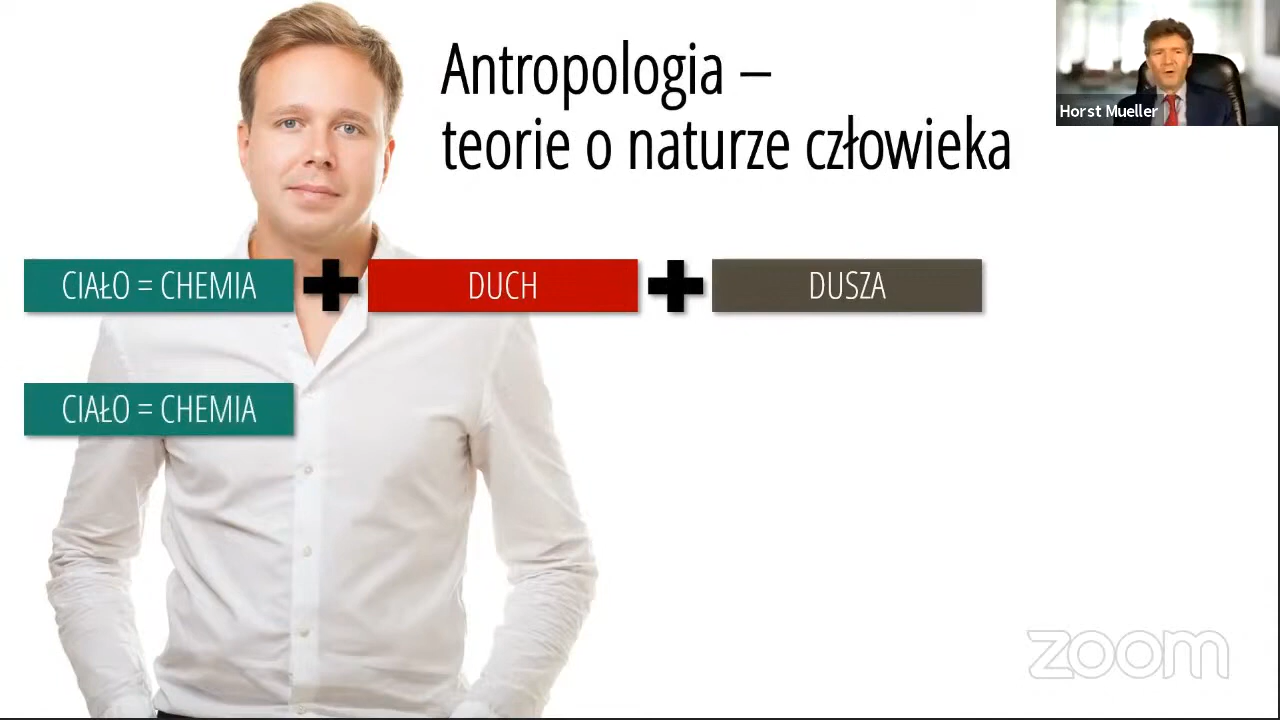 Antropologia –
teorie o naturze człowieka
Horst Mueller
CIAŁO = CHEMIA + DUCH + DUSZA
CIAŁO = CHEMIA
zoom